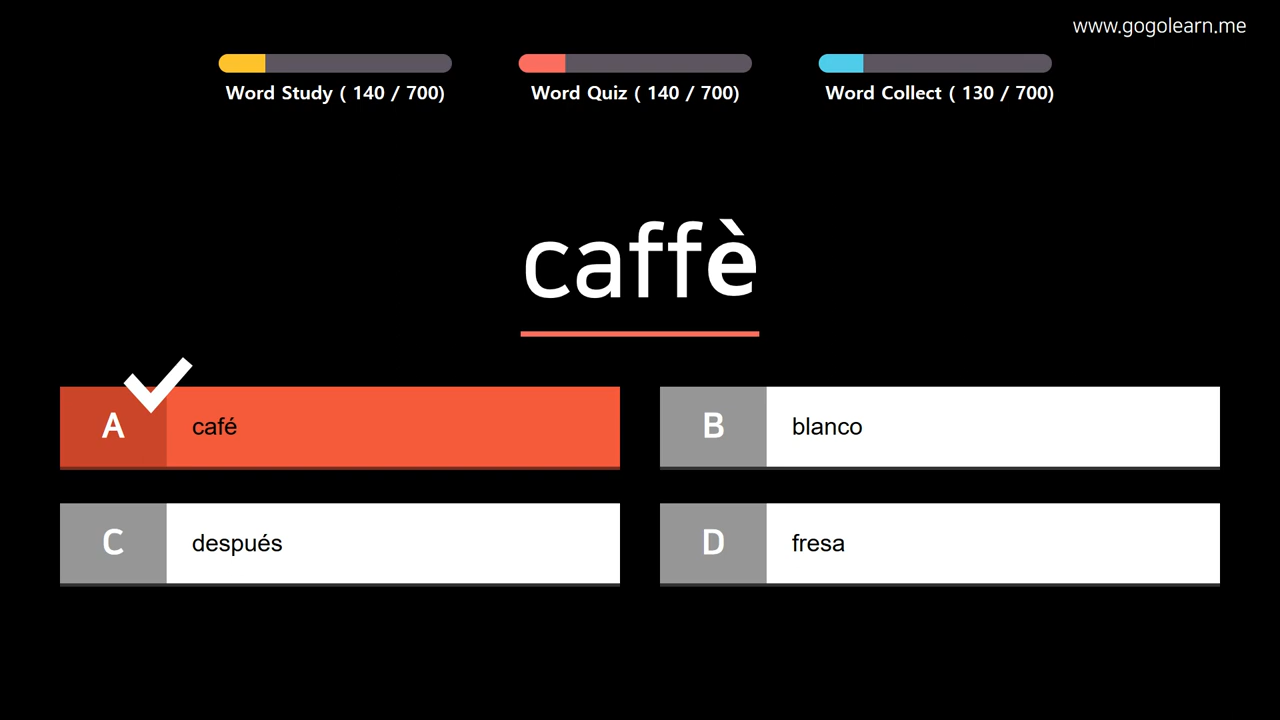 www.gogolearn.me
Word Study ( 140 / 700)
Word Quiz ( 140 / 700)
Word Collect ( 130 / 700)
caffè
A café
B blanco
C después
D fresa